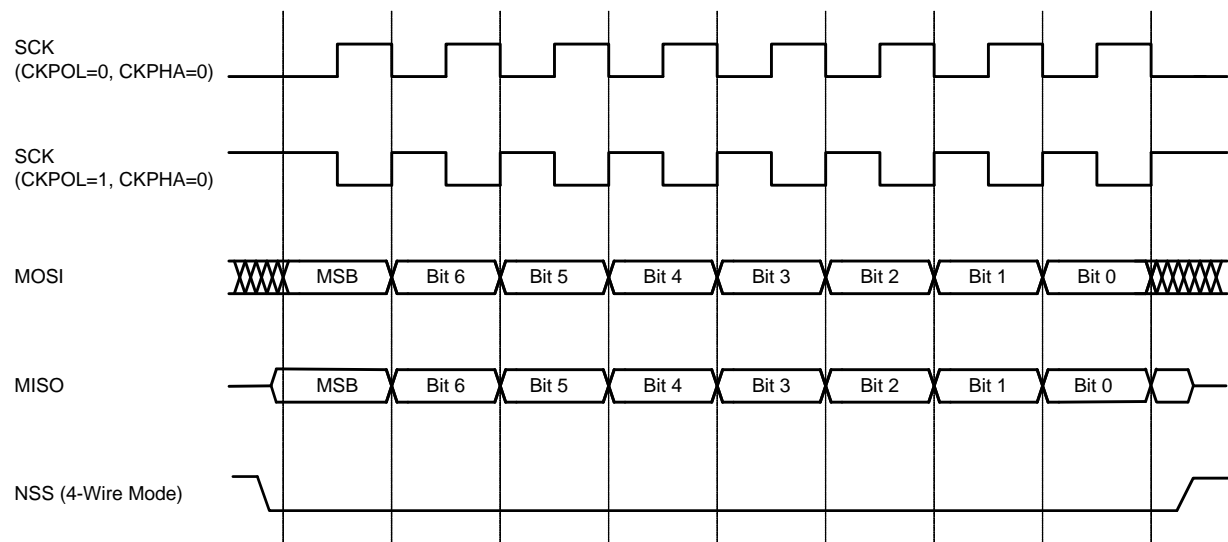 SCK
(CKPOL=0, CKPHA=0)
SCK
(CKPOL=1, CKPHA=0)
MOSI
MSB
Bit 6
Bit 5
Bit 4
Bit 3
Bit 2
Bit 1
Bit 0
MISO
MSB
Bit 6
Bit 5
Bit 4
Bit 3
Bit 2
Bit 1
Bit 0
NSS (4-Wire Mode)